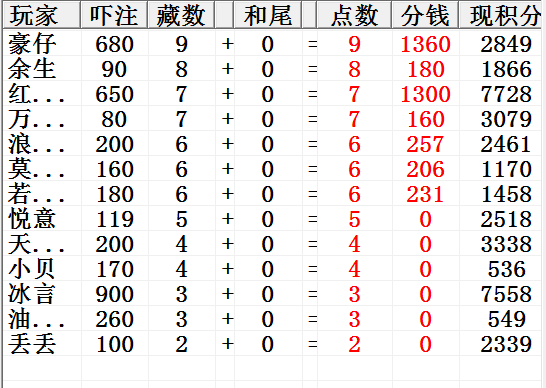 玩家 吓注 藏数 和尾 点数 分钱 现积分
豪仔 680 9 + 0 = 9 1360 2849
余生 90 8 + 0 = 8 180 1866
红... 650 7 + 0 = 7 1300 7728
万... 80 7 + 0 = 7 160 3079
浪... 200 6 + 0 = 6 257 2461
莫... 160 6 + 0 = 6 206 1170
若... 180 6 + 0 = 6 231 1458
悦意 119 5 + 0 = 5 0 2518
天... 200 4 + 0 = 4 0 3338
小贝 170 4 + 0 = 4 0 536
冰言 900 3 + 0 = 3 0 7558
油... 260 3 + 0 = 3 0 549
丢丢 100 2 + 0 = 2 0 2339